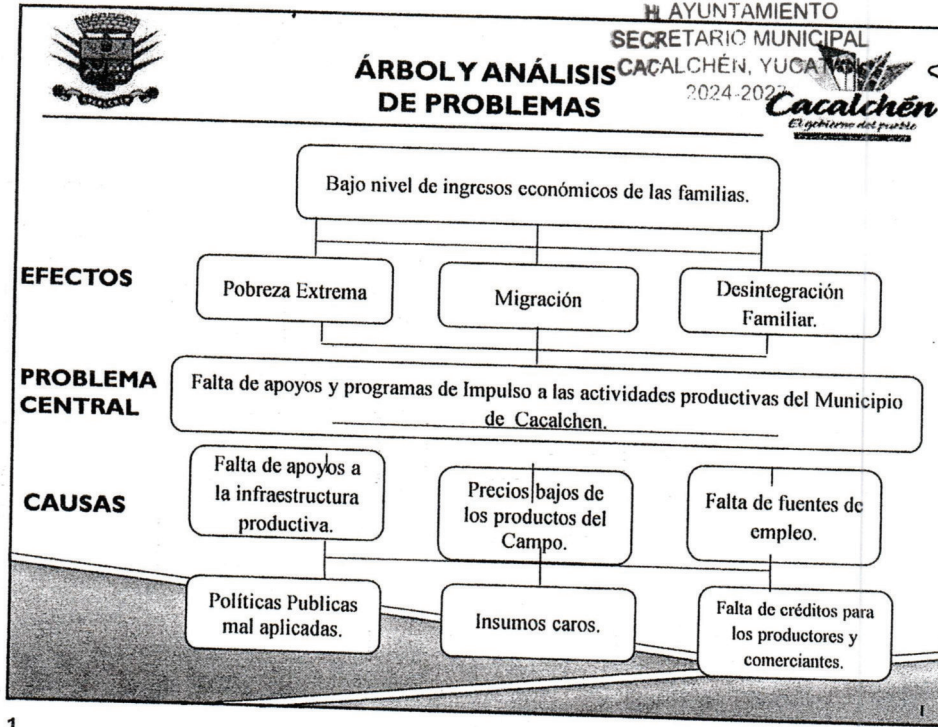 H AYUNTAMIENTO
SECRETARIO MUNICIPAL
CACALCHÉN, YUCATÁN
2024-2027
ÁRBOL Y ANÁLISIS
DE PROBLEMAS
Cacalchén
El gobierno del pueblo
Bajo nivel de ingresos económicos de las familias.
EFECTOS
Pobreza Extrema
Migración
Desintegración
Familiar.
PROBLEMA
CENTRAL
Falta de apoyos y programas de Impulso a las actividades productivas del Municipio
de Cacalchen.
CAUSAS
Falta de apoyos a
la infraestructura
productiva.
Precios bajos de
los productos del
Campo.
Falta de fuentes de
empleo.
Políticas Publicas
mal aplicadas.
Insumos caros.
Falta de créditos para
los productores y
comerciantes.
1
1